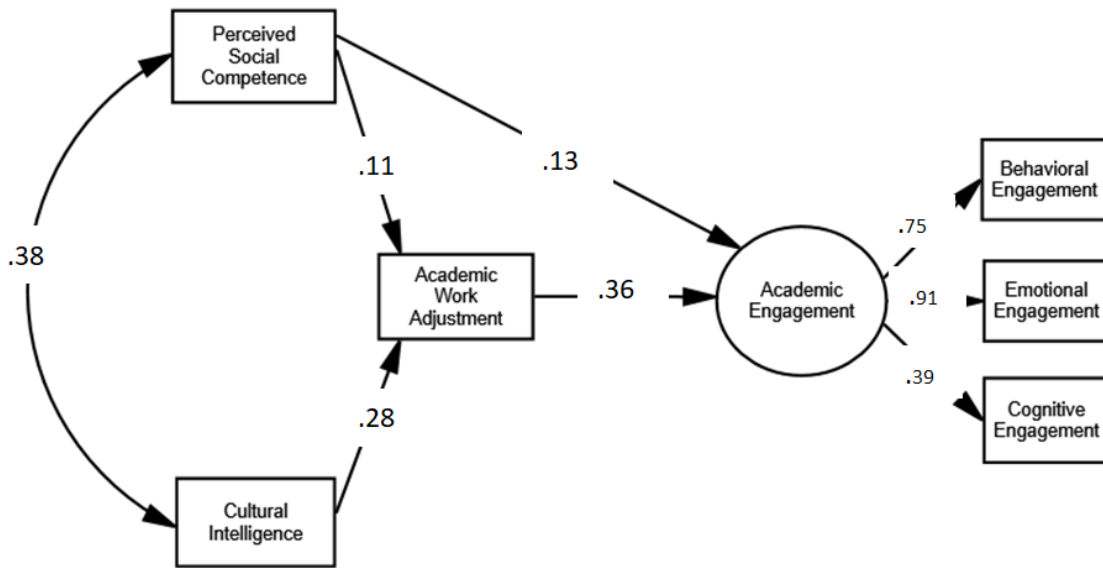 Perceived
Social
Competence
.11
.13
.38
Academic
Work
Adjustment
.36
Academic
Engagement
.28
Cultural
Intelligence
.75
.91
.39
Behavioral
Engagement
Emotional
Engagement
Cognitive
Engagement